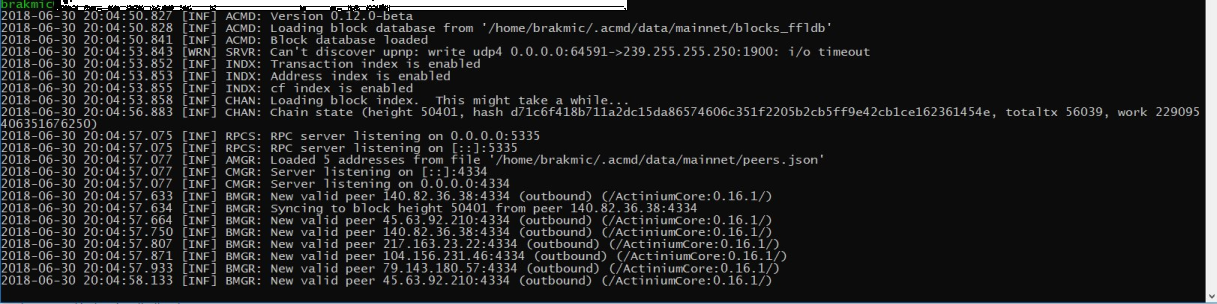 brakmic
2018-06-30 20:04:50.827 [INF] ACMD: Version 0.12.0-beta
2018-06-30 20:04:50.828 [INF] ACMD: Loading block database from '/home/brakmic/.acmd/data/mainnet/blocks_ffldb'
2018-06-30 20:04:50.841 [INF] ACMD: Block database loaded
2018-06-30 20:04:53.843 [WRN] SRVR: Can't discover upnp: write udp4 0.0.0.0:64591->239.255.255.250:1900: i/o timeout
2018-06-30 20:04:53.852 [INF] INDX: Transaction index is enabled
2018-06-30 20:04:53.853 [INF] INDX: Address index is enabled
2018-06-30 20:04:53.855 [INF] INDX: cf index is enabled
2018-06-30 20:04:53.858 [INF] CHAN: Loading block index.  This might take a while...
2018-06-30 20:04:56.883 [INF] CHAN: Chain state (height 50401, hash d71c6f418b711a2dc15da86574606c351f2205b2cb5ff9e42cb1ce162361454e, totaltx 56039, work 229095
406351676250)
2018-06-30 20:04:57.075 [INF] RPCS: RPC server listening on 0.0.0.0:5335
2018-06-30 20:04:57.075 [INF] RPCS: RPC server listening on [::]:5335
2018-06-30 20:04:57.077 [INF] AMGR: Loaded 5 addresses from file '/home/brakmic/.acmd/data/mainnet/peers.json'
2018-06-30 20:04:57.077 [INF] CMGR: Server listening on [::]:4334
2018-06-30 20:04:57.077 [INF] CMGR: Server listening on 0.0.0.0:4334
2018-06-30 20:04:57.633 [INF] BMGR: New valid peer 140.82.36.38:4334 (outbound) (/ActiniumCore:0.16.1/)
2018-06-30 20:04:57.634 [INF] BMGR: Syncing to block height 50401 from peer 140.82.36.38:4334
2018-06-30 20:04:57.664 [INF] BMGR: New valid peer 45.63.92.210:4334 (outbound) (/ActiniumCore:0.16.1/)
2018-06-30 20:04:57.750 [INF] BMGR: New valid peer 140.82.36.38:4334 (outbound) (/ActiniumCore:0.16.1/)
2018-06-30 20:04:57.807 [INF] BMGR: New valid peer 217.163.23.22:4334 (outbound) (/ActiniumCore:0.16.1/)
2018-06-30 20:04:57.871 [INF] BMGR: New valid peer 104.156.231.46:4334 (outbound) (/ActiniumCore:0.16.1/)
2018-06-30 20:04:57.933 [INF] BMGR: New valid peer 79.143.180.57:4334 (outbound) (/ActiniumCore:0.16.1/)
2018-06-30 20:04:58.133 [INF] BMGR: New valid peer 45.63.92.210:4334 (outbound) (/ActiniumCore:0.16.1/)